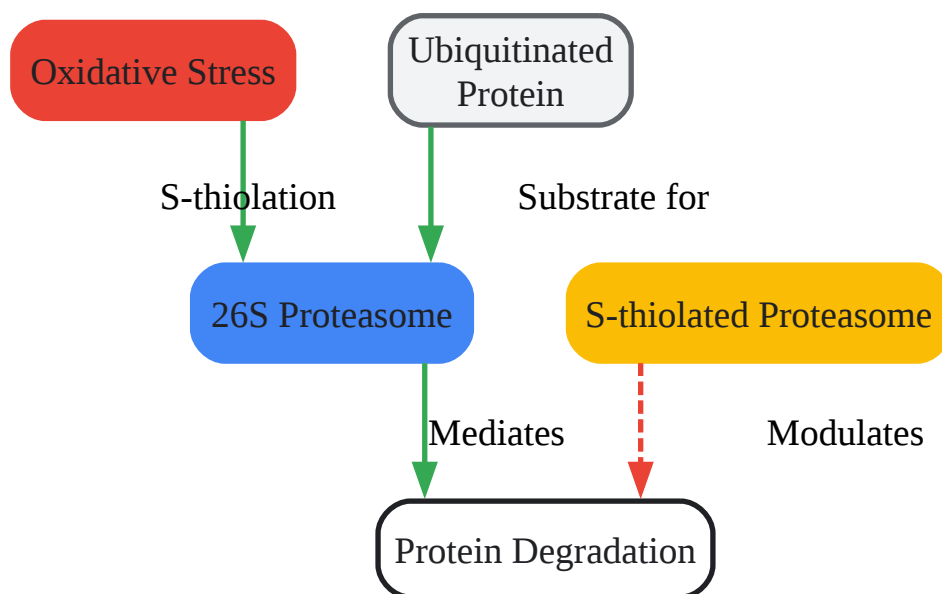 Oxidative Stress
Ubiquitinated
Protein
S-thiolation
Substrate for
26S Proteasome
S-thiolated Proteasome
Mediates
Modulates
Protein Degradation